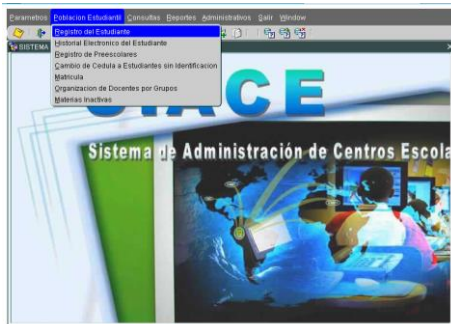 Parametros Poblacion Estudiantil Consultas Reportes Administrativos Salir Window
SISTEMA
Registro del Estudiante
Historial Electronico del Estudiante
Registro de Preescolares
Cambio de Cedula a Estudiantes sin Identificacion
Matricula
Organizacion de Docentes por Grupos
Materias Inactivas
SIACE
Sistema de Administración de Centros Escola